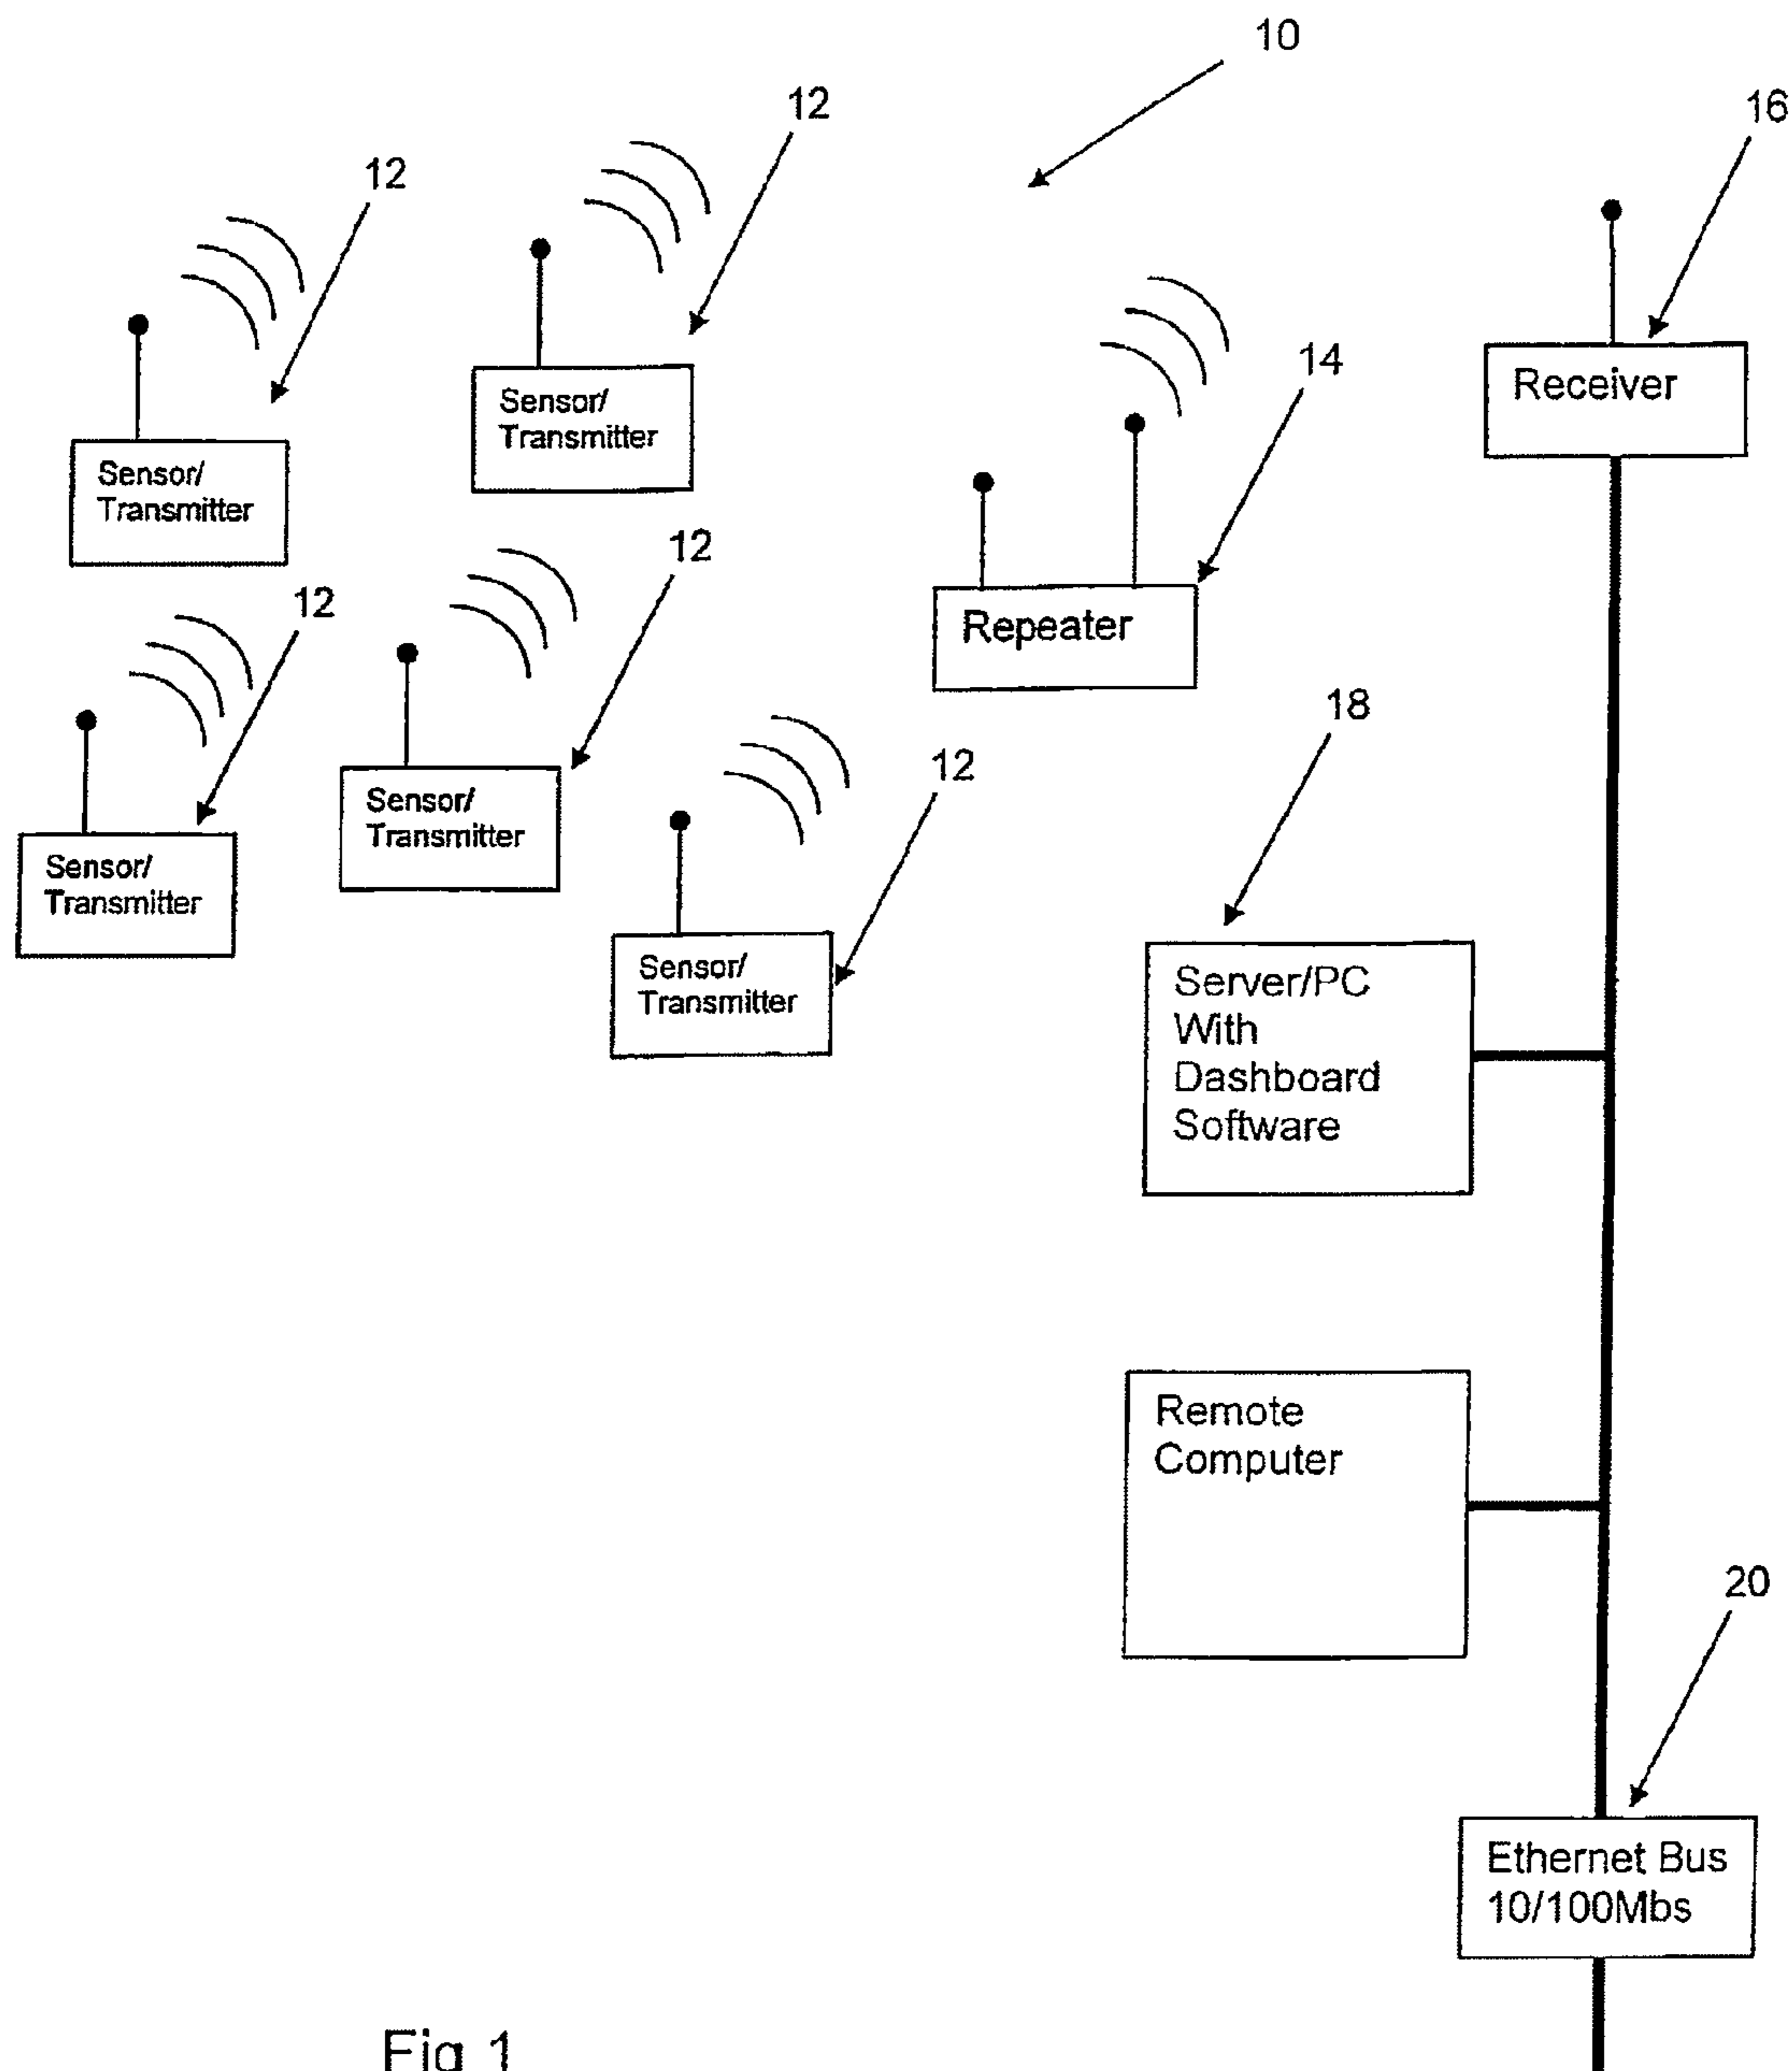 10
12
16
12
14
Receiver
Sensor/
Transmitter
Sensor/
Transmitter
12
12
Repeater
18
12
Sensor/
Transmitter
Sensor/
Transmitter
Sensor/
Transmitter
Server/PC
With
Dashboard
Software
Remote
Computer
20
Ethernet Bus
10/100Mbs
Fig 1